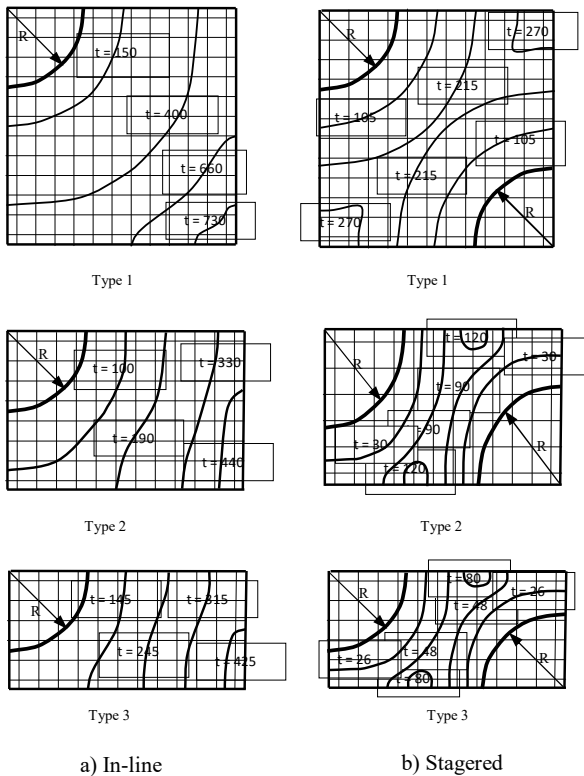 R
t = 150
t = 400
t = 660
t = 730
Type 1
t = 270
t = 215
t = 105
t = 105
t = 215
t = 270
R
Type 1
R
t = 100
t = 330
t = 190
t = 440
Type 2
t = 120
t = 30
t = 90
t = 30
= 90
t = 120
R
Type 2
R
t = 145
t = 315
t = 245
t = 425
Type 3
t = 80
t = 26
t = 48
t = 48
t = 26
t = 80
R
Type 3
a) In-line
b) Stagered